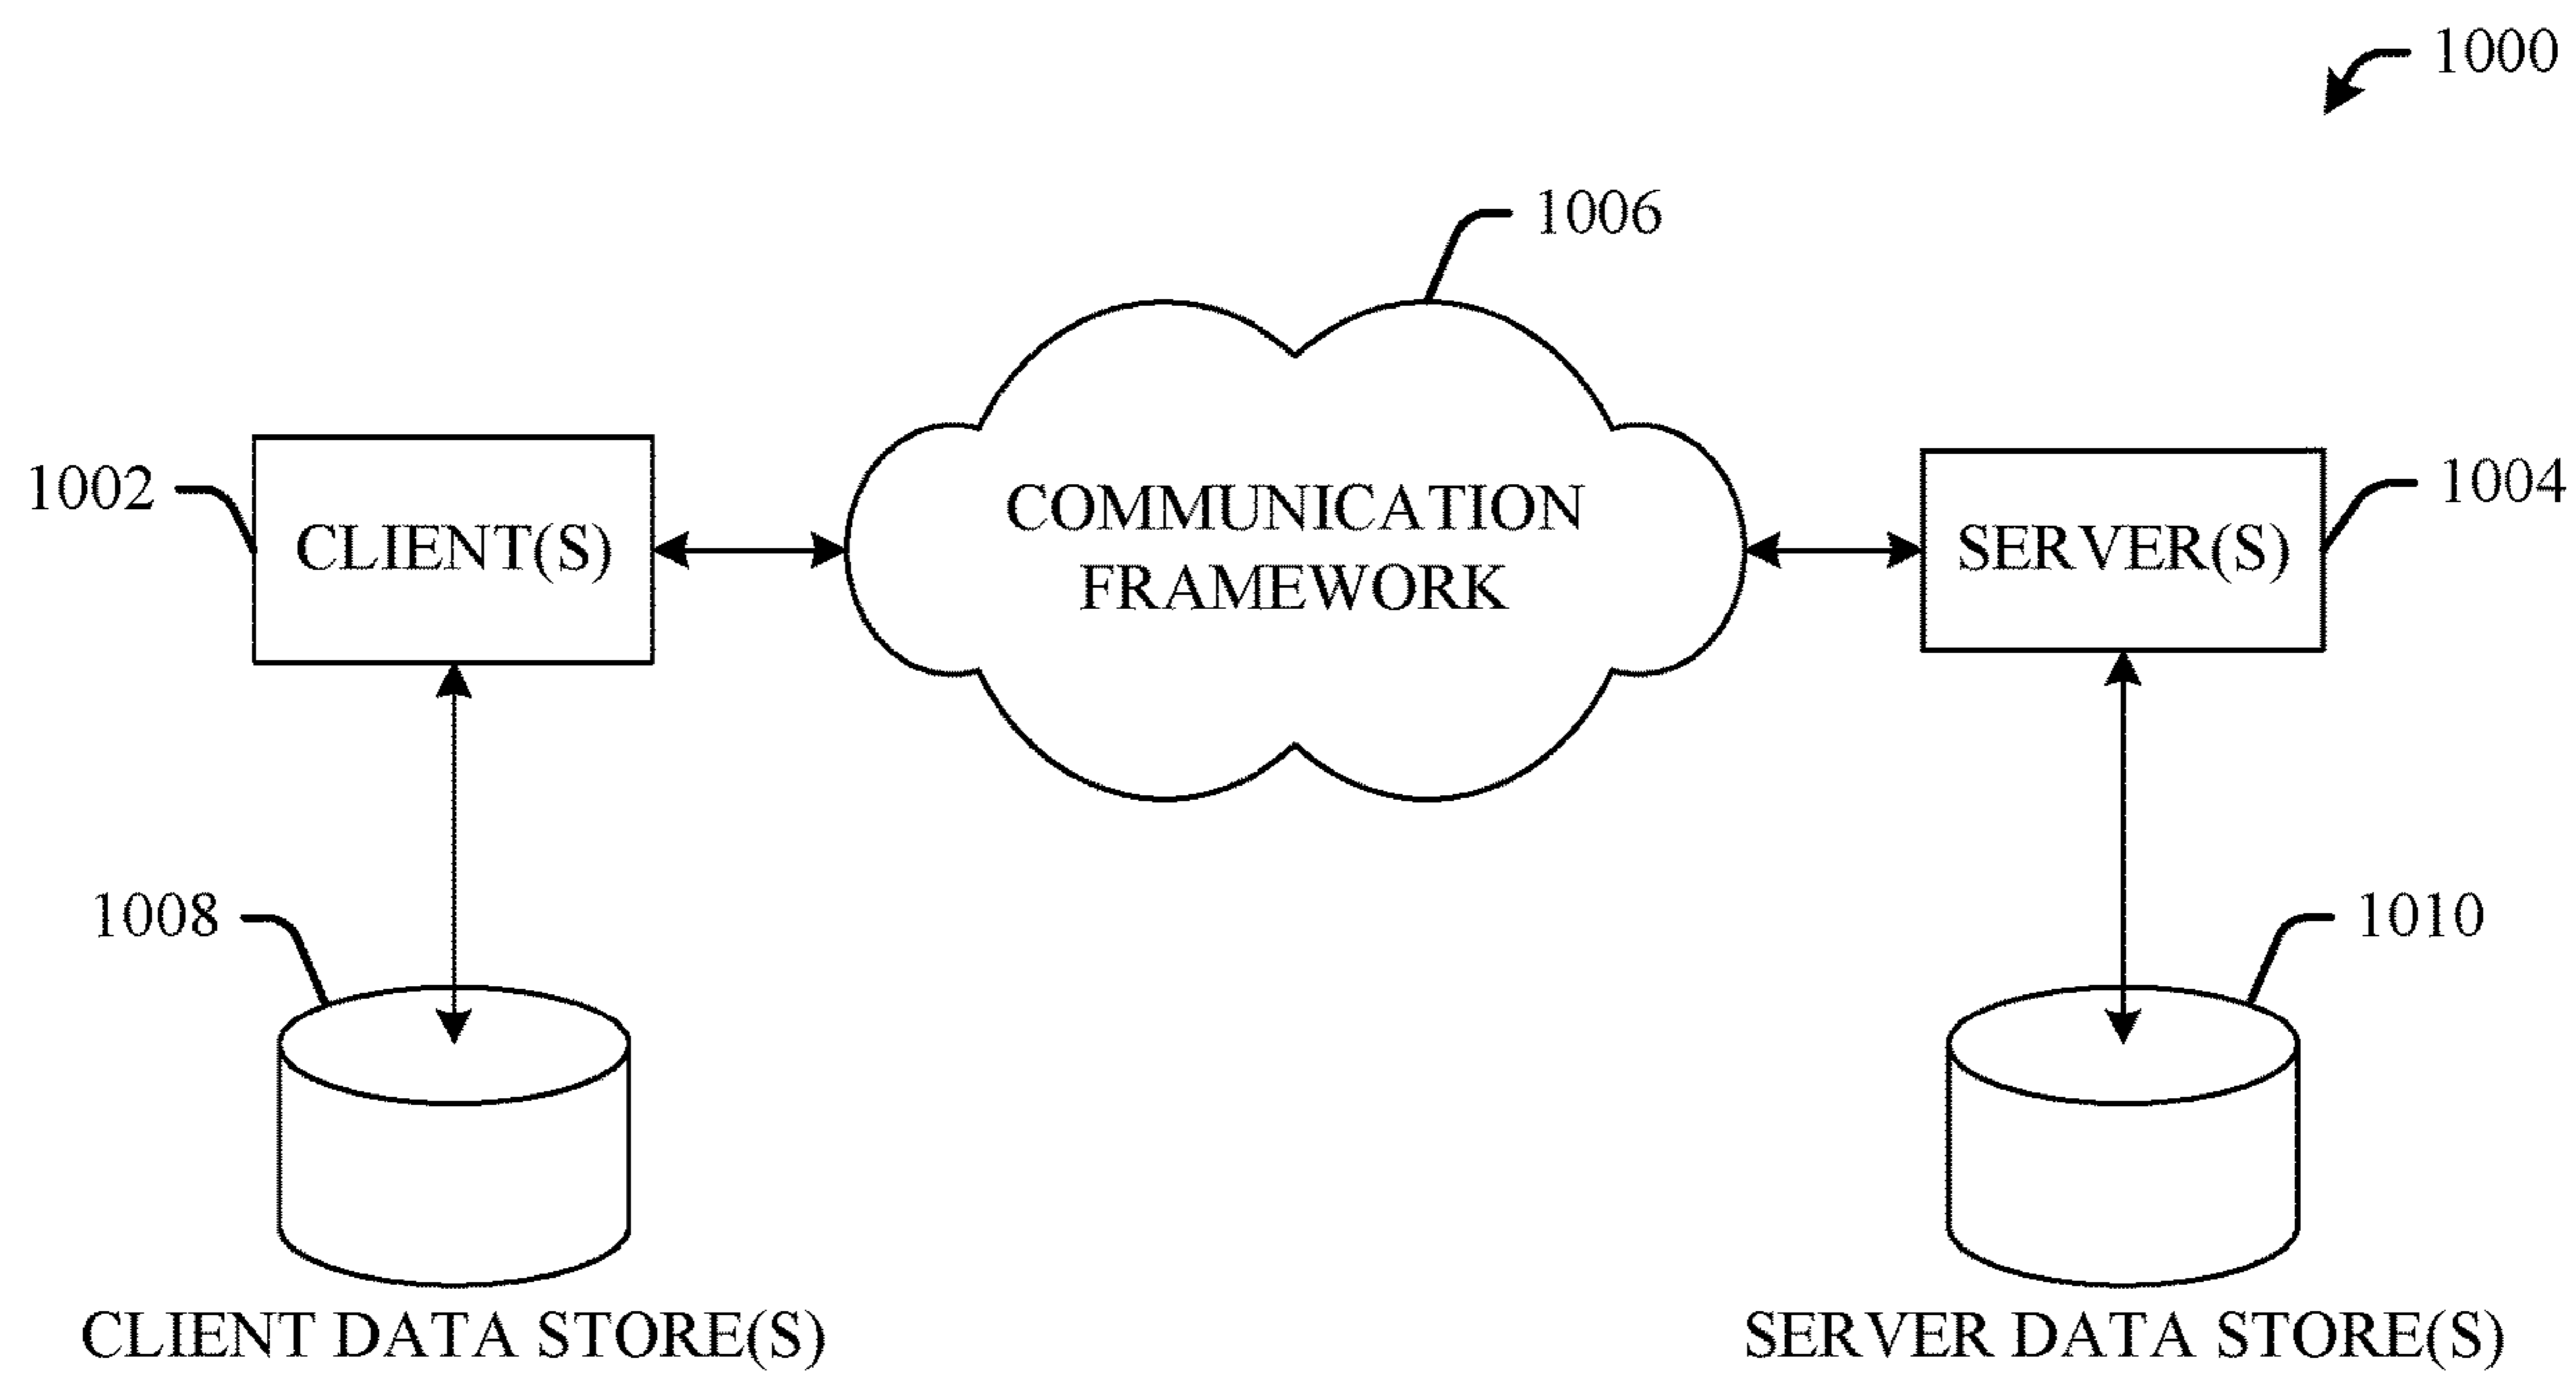 1000
1006
1002
CLIENT(S)
COMMUNICATION
FRAMEWORK
SERVER(S)
1004
1008
1010
CLIENT DATA STORE(S)
SERVER DATA STORE(S)